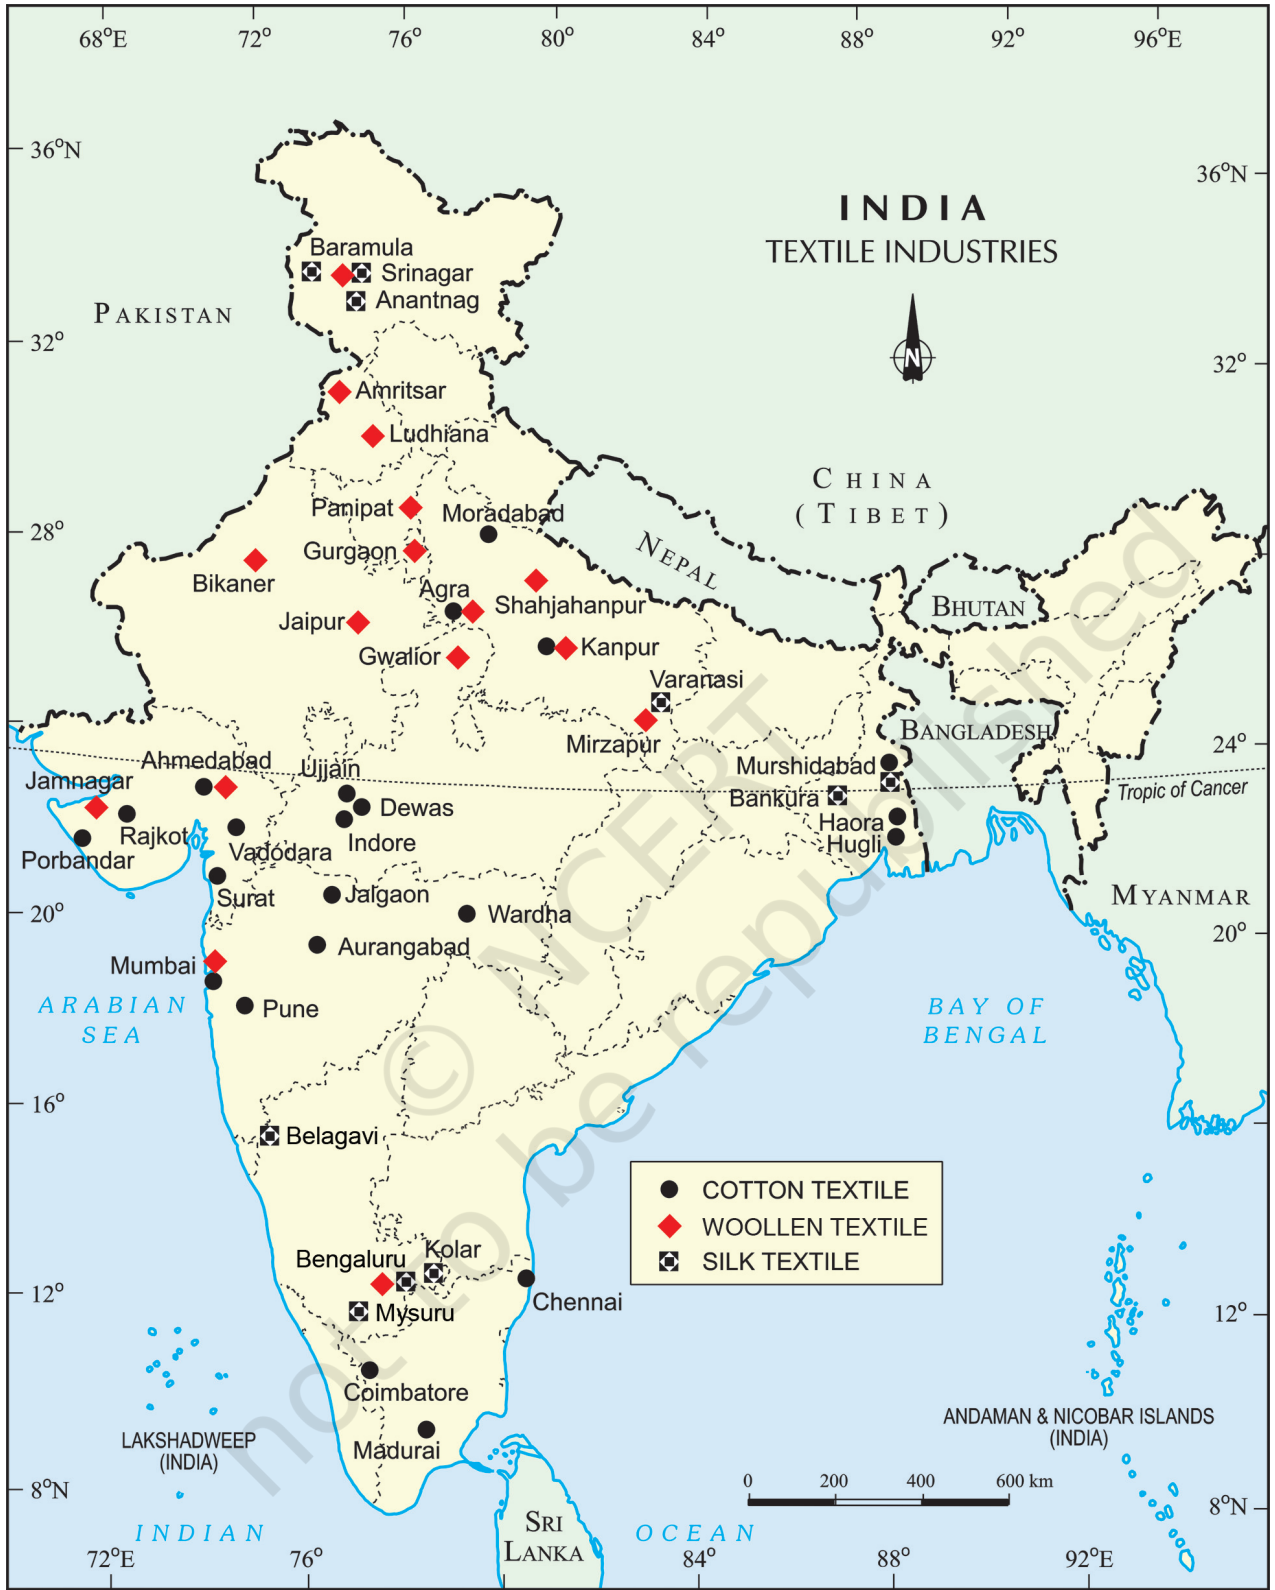 68°E 72° 76° 80° 84° 88° 92° 96°E
36°N
36°N
INDIA
TEXTILE INDUSTRIES
N
Baramula
Srinagar
Anantnag
PAKISTAN
32°
32°
Amritsar
Ludhiana
CHINA
(TIBET)
Panipat
Moradabad
28°
Gurgaon
NEPAL
Bikaner
Agra
Shahjahanpur
BHUTAN
Jaipur
Kanpur
Gwalior
Varanasi
Mirzapur
BANGLADESH
24°
Ahmedabad
Ujjain
Murshidabad
Jamnagar
Tropic of Cancer
Dewas
Bankura
Rajkot
Indore
Haora
Hugli
Porbandar
Vadodara
Surat
Jalgaon
MYANMAR
20°
Wardha
20°
Aurangabad
Mumbai
Pune
ARABIAN
SEA
BAY OF
BENGAL
© NCERT
not to be republished
16°
Belagavi
COTTON TEXTILE
WOOLLEN TEXTILE
SILK TEXTILE
Kolar
Bengaluru
12°
Chennai
12°
Mysuru
Coimbatore
Madurai
LAKSHADWEEP
(INDIA)
ANDAMAN & NICOBAR ISLANDS
(INDIA)
0 200 400 600 km
8°N
8°N
SRI
LANKA
INDIAN OCEAN
72°E 76° 84° 88° 92°E